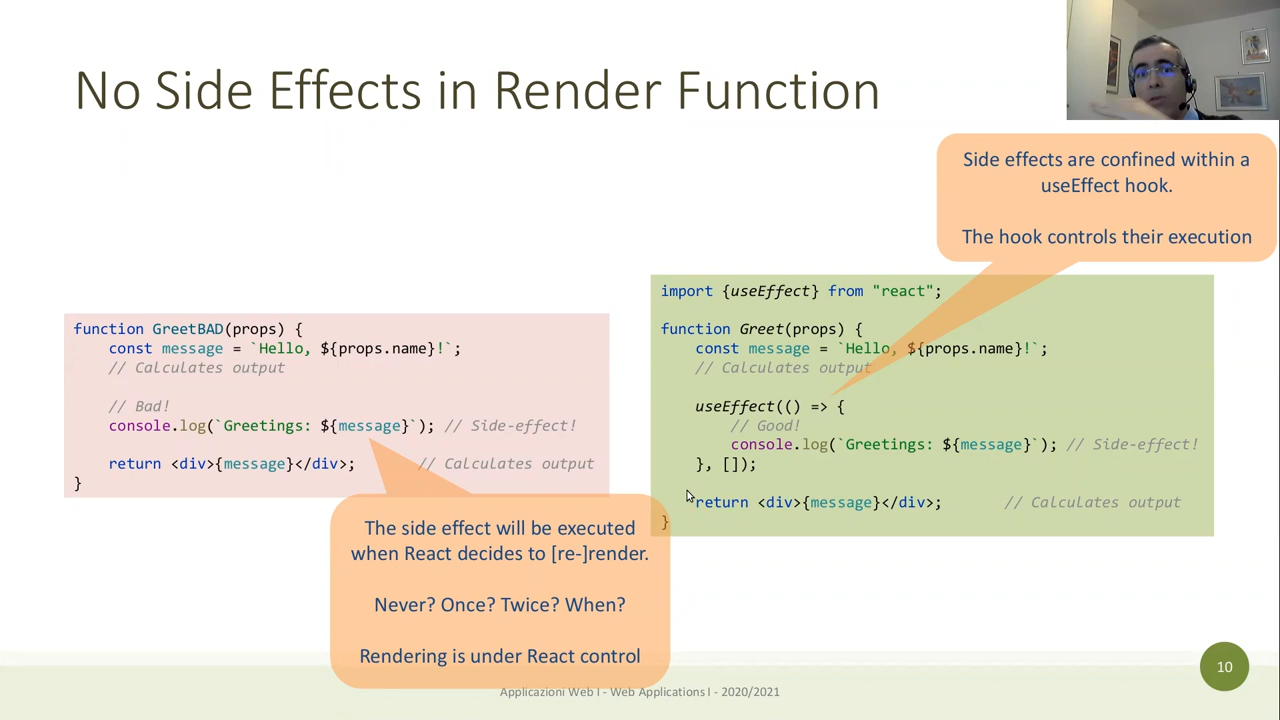 No Side Effects in Render Function
Side effects are confined within a
useEffect hook.
The hook controls their execution
function GreetBAD(props) {
const message = `Hello, ${props.name}!`;
// Calculates output
// Bad!
console.log(`Greetings: ${message}`); // Side-effect!
return <div>{message}</div>; // Calculates output
}
The side effect will be executed
when React decides to [re-]render.
Never? Once? Twice? When?
Rendering is under React control
import {useEffect} from "react";
function Greet(props) {
const message = `Hello, ${props.name}!`;
// Calculates output
useEffect(() => {
// Good!
console.log(`Greetings: ${message}`); // Side-effect!
}, []);
return <div>{message}</div>; // Calculates output
}
Applicazioni Web I - Web Applications I - 2020/2021
10